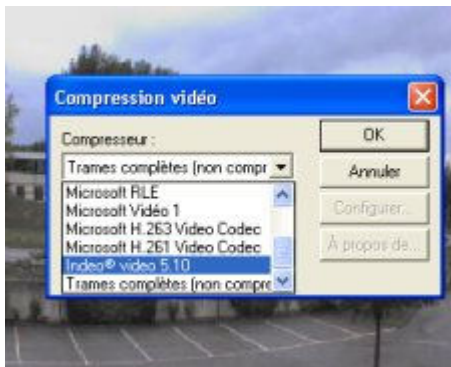 Compression vidéo
Compresseur :
OK
Trames complètes (non compr
Annuler
Microsoft RLE
Microsoft Vidéo 1
Configurer...
Microsoft H.263 Video Codec
Microsoft H.261 Video Codec
À propos de...
Indeo® video 5.10
Trames complètes (non compre